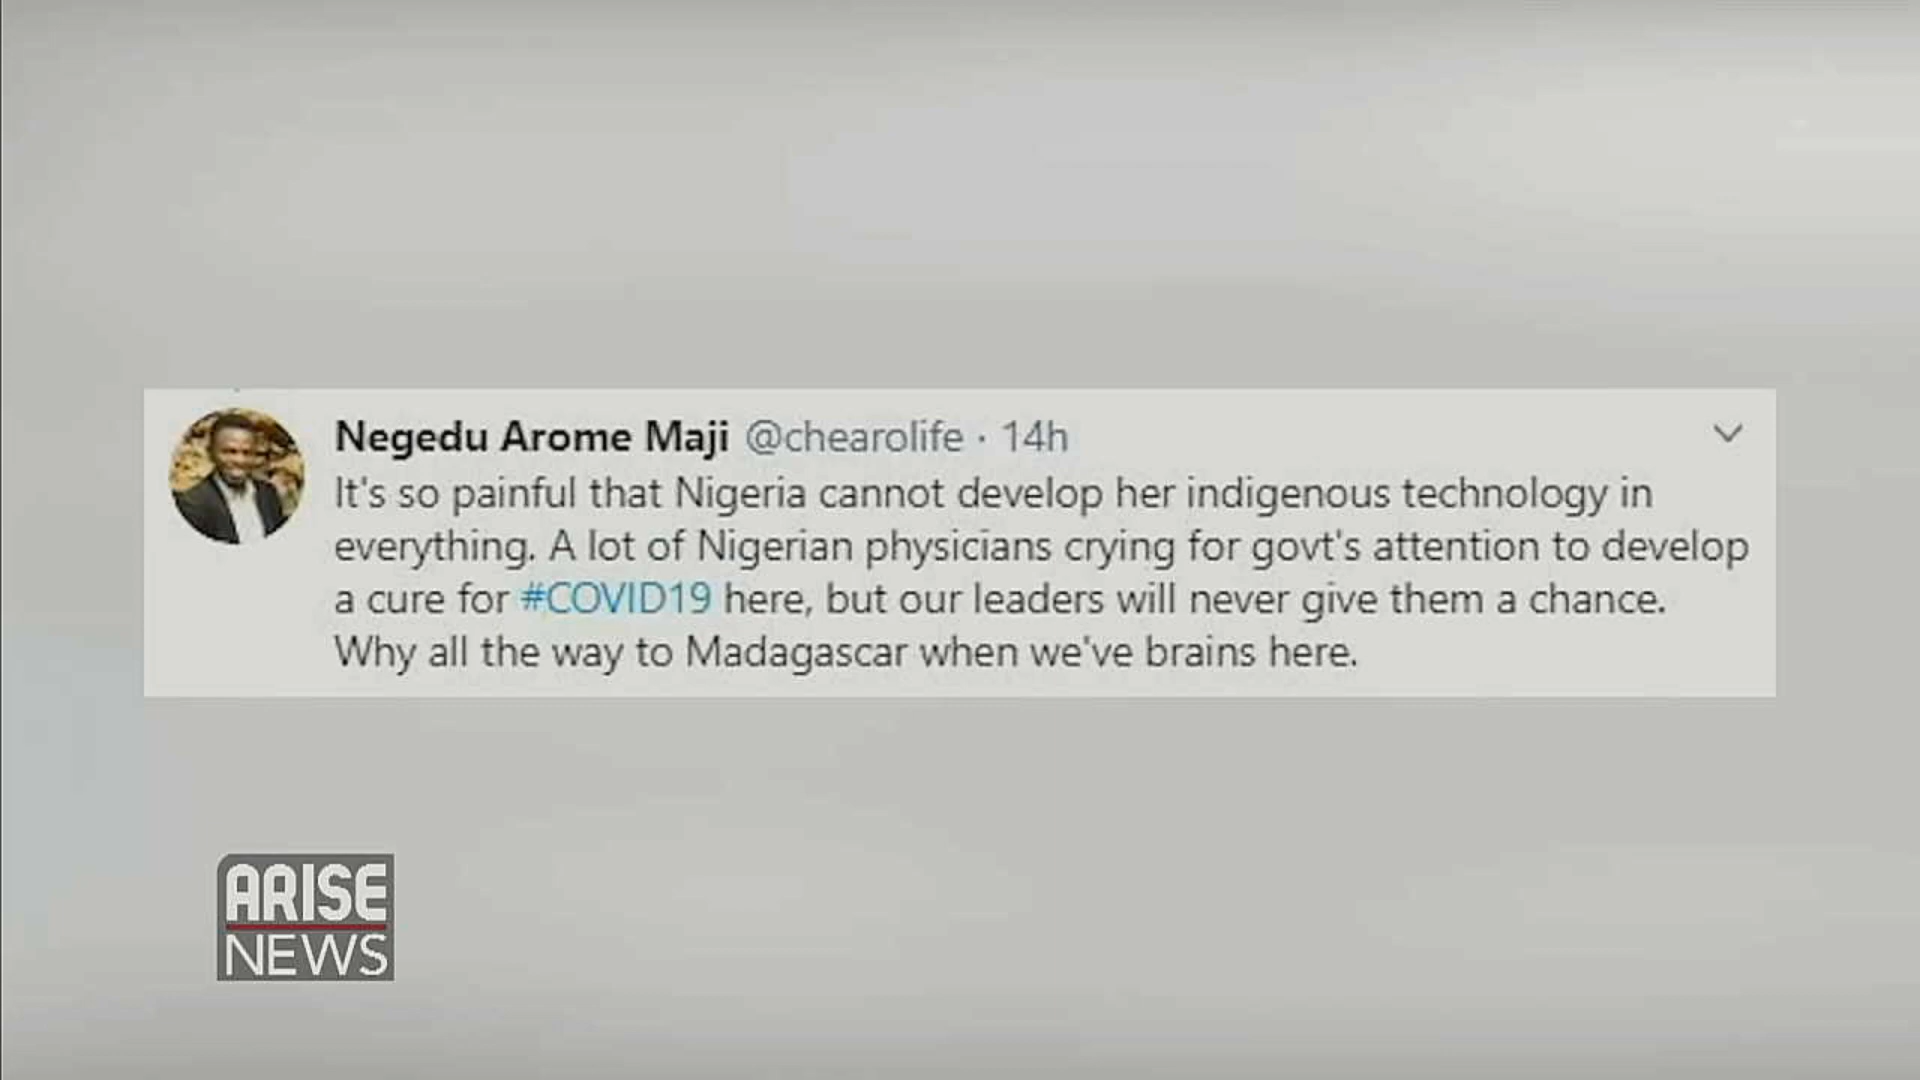 Negedu Arome Maji @chearolife · 14h
It's so painful that Nigeria cannot develop her indigenous technology in
everything. A lot of Nigerian physicians crying for govt's attention to develop
a cure for #COVID19 here, but our leaders will never give them a chance.
Why all the way to Madagascar when we've brains here.
ARISE
NEWS